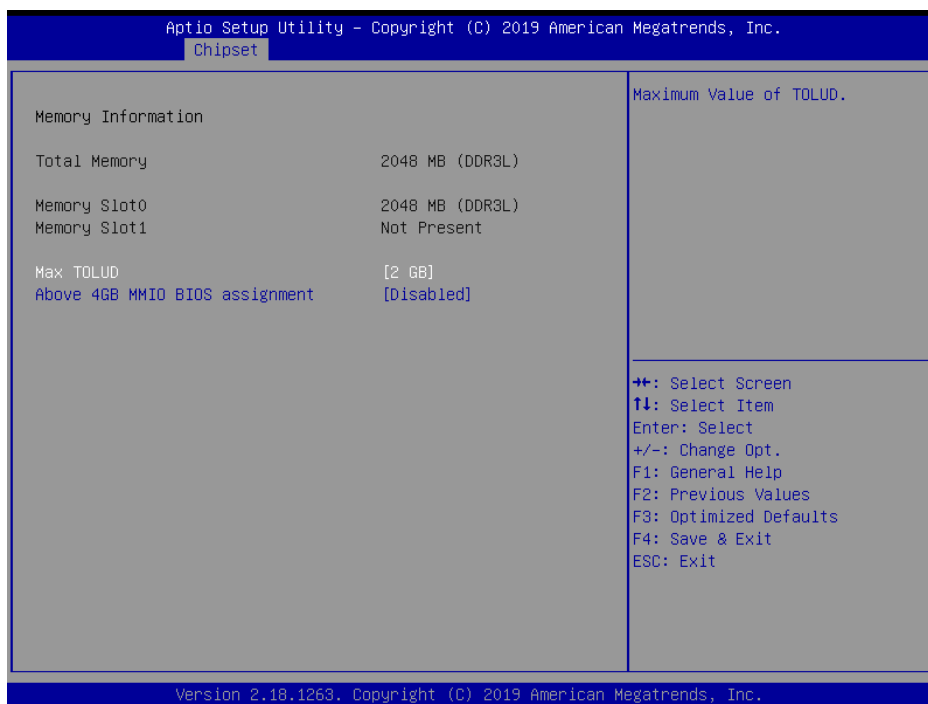 Aptio Setup Utility – Copyright (C) 2019 American Megatrends, Inc.
Chipset
Memory Information
Total Memory 2048 MB (DDR3L)
Memory Slot0 2048 MB (DDR3L)
Memory Slot1 Not Present
Max TOLUD [2 GB]
Above 4GB MMIO BIOS assignment [Disabled]
Maximum Value of TOLUD.
→←: Select Screen
↑↓: Select Item
Enter: Select
+/-: Change Opt.
F1: General Help
F2: Previous Values
F3: Optimized Defaults
F4: Save & Exit
ESC: Exit
Version 2.18.1263. Copyright (C) 2019 American Megatrends, Inc.